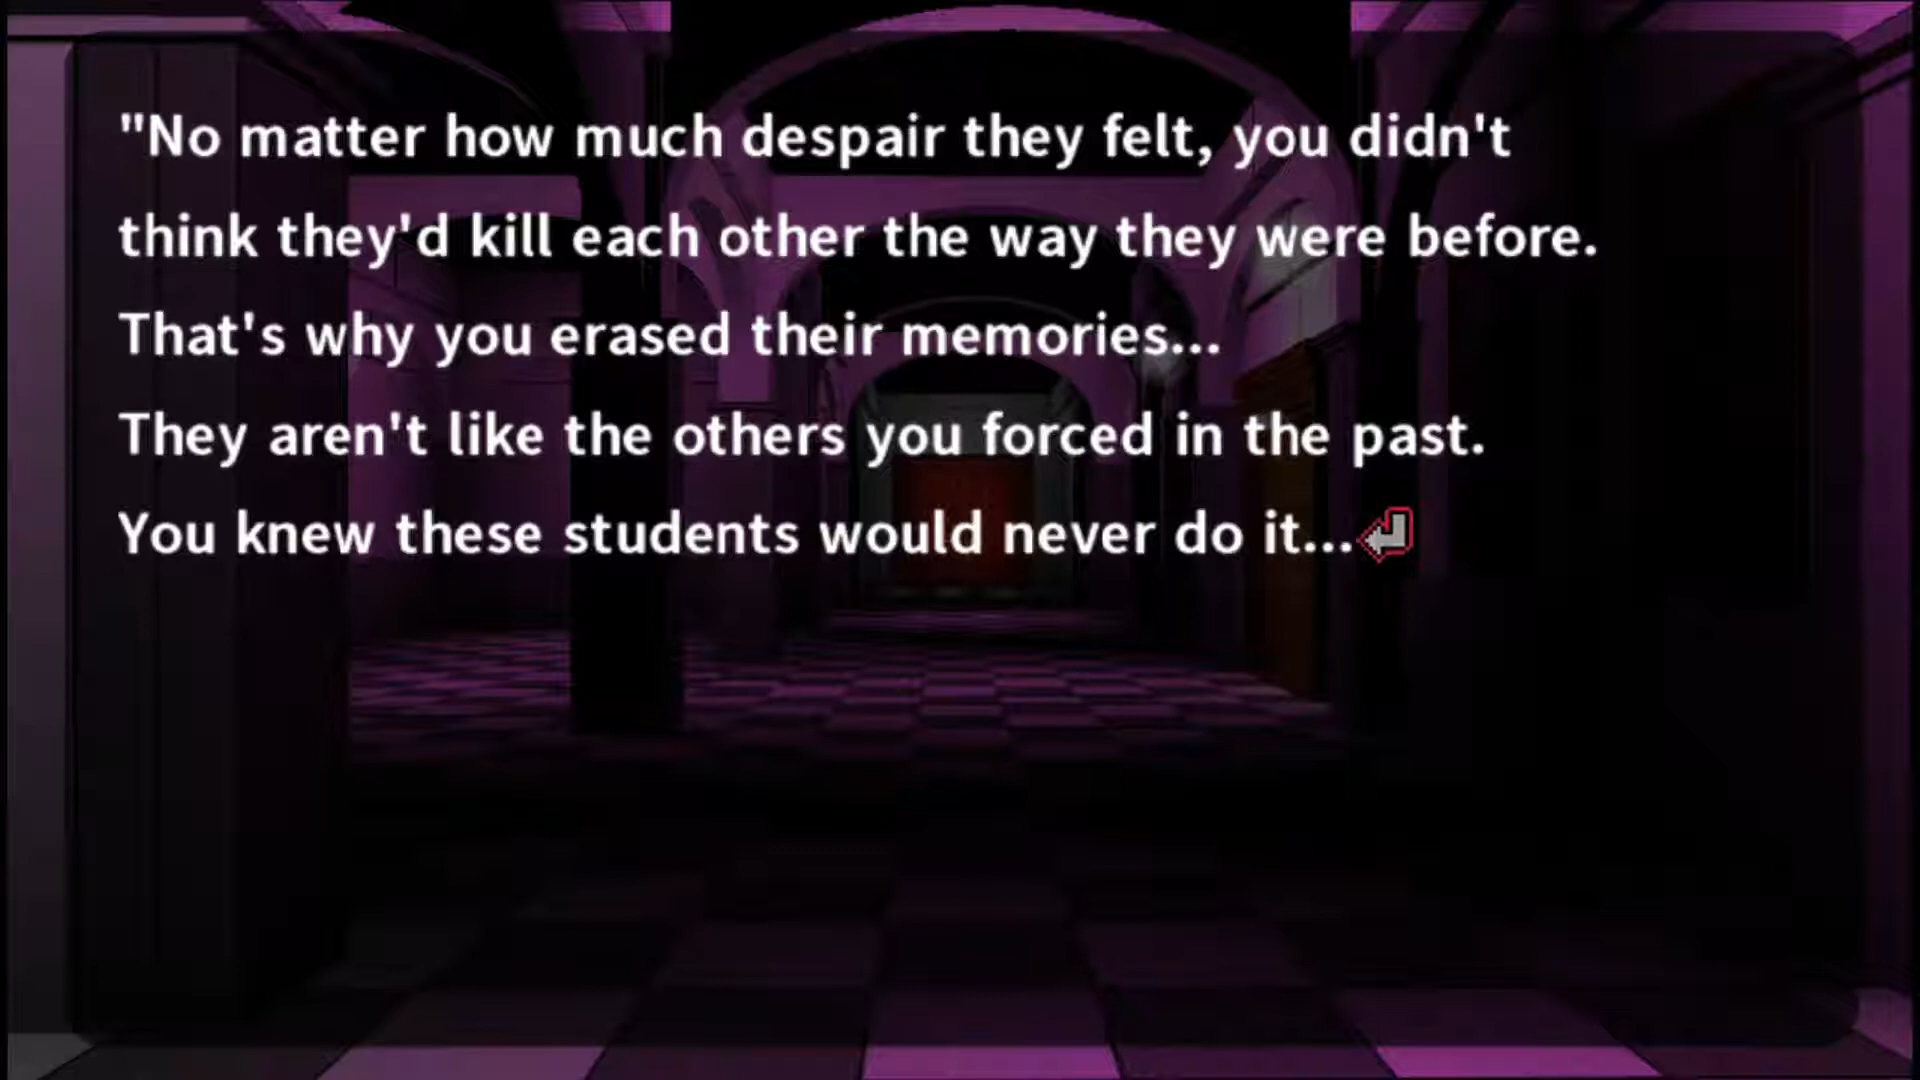 "No matter how much despair they felt, you didn't
think they'd kill each other the way they were before.
That's why you erased their memories...
They aren't like the others you forced in the past.
You knew these students would never do it...